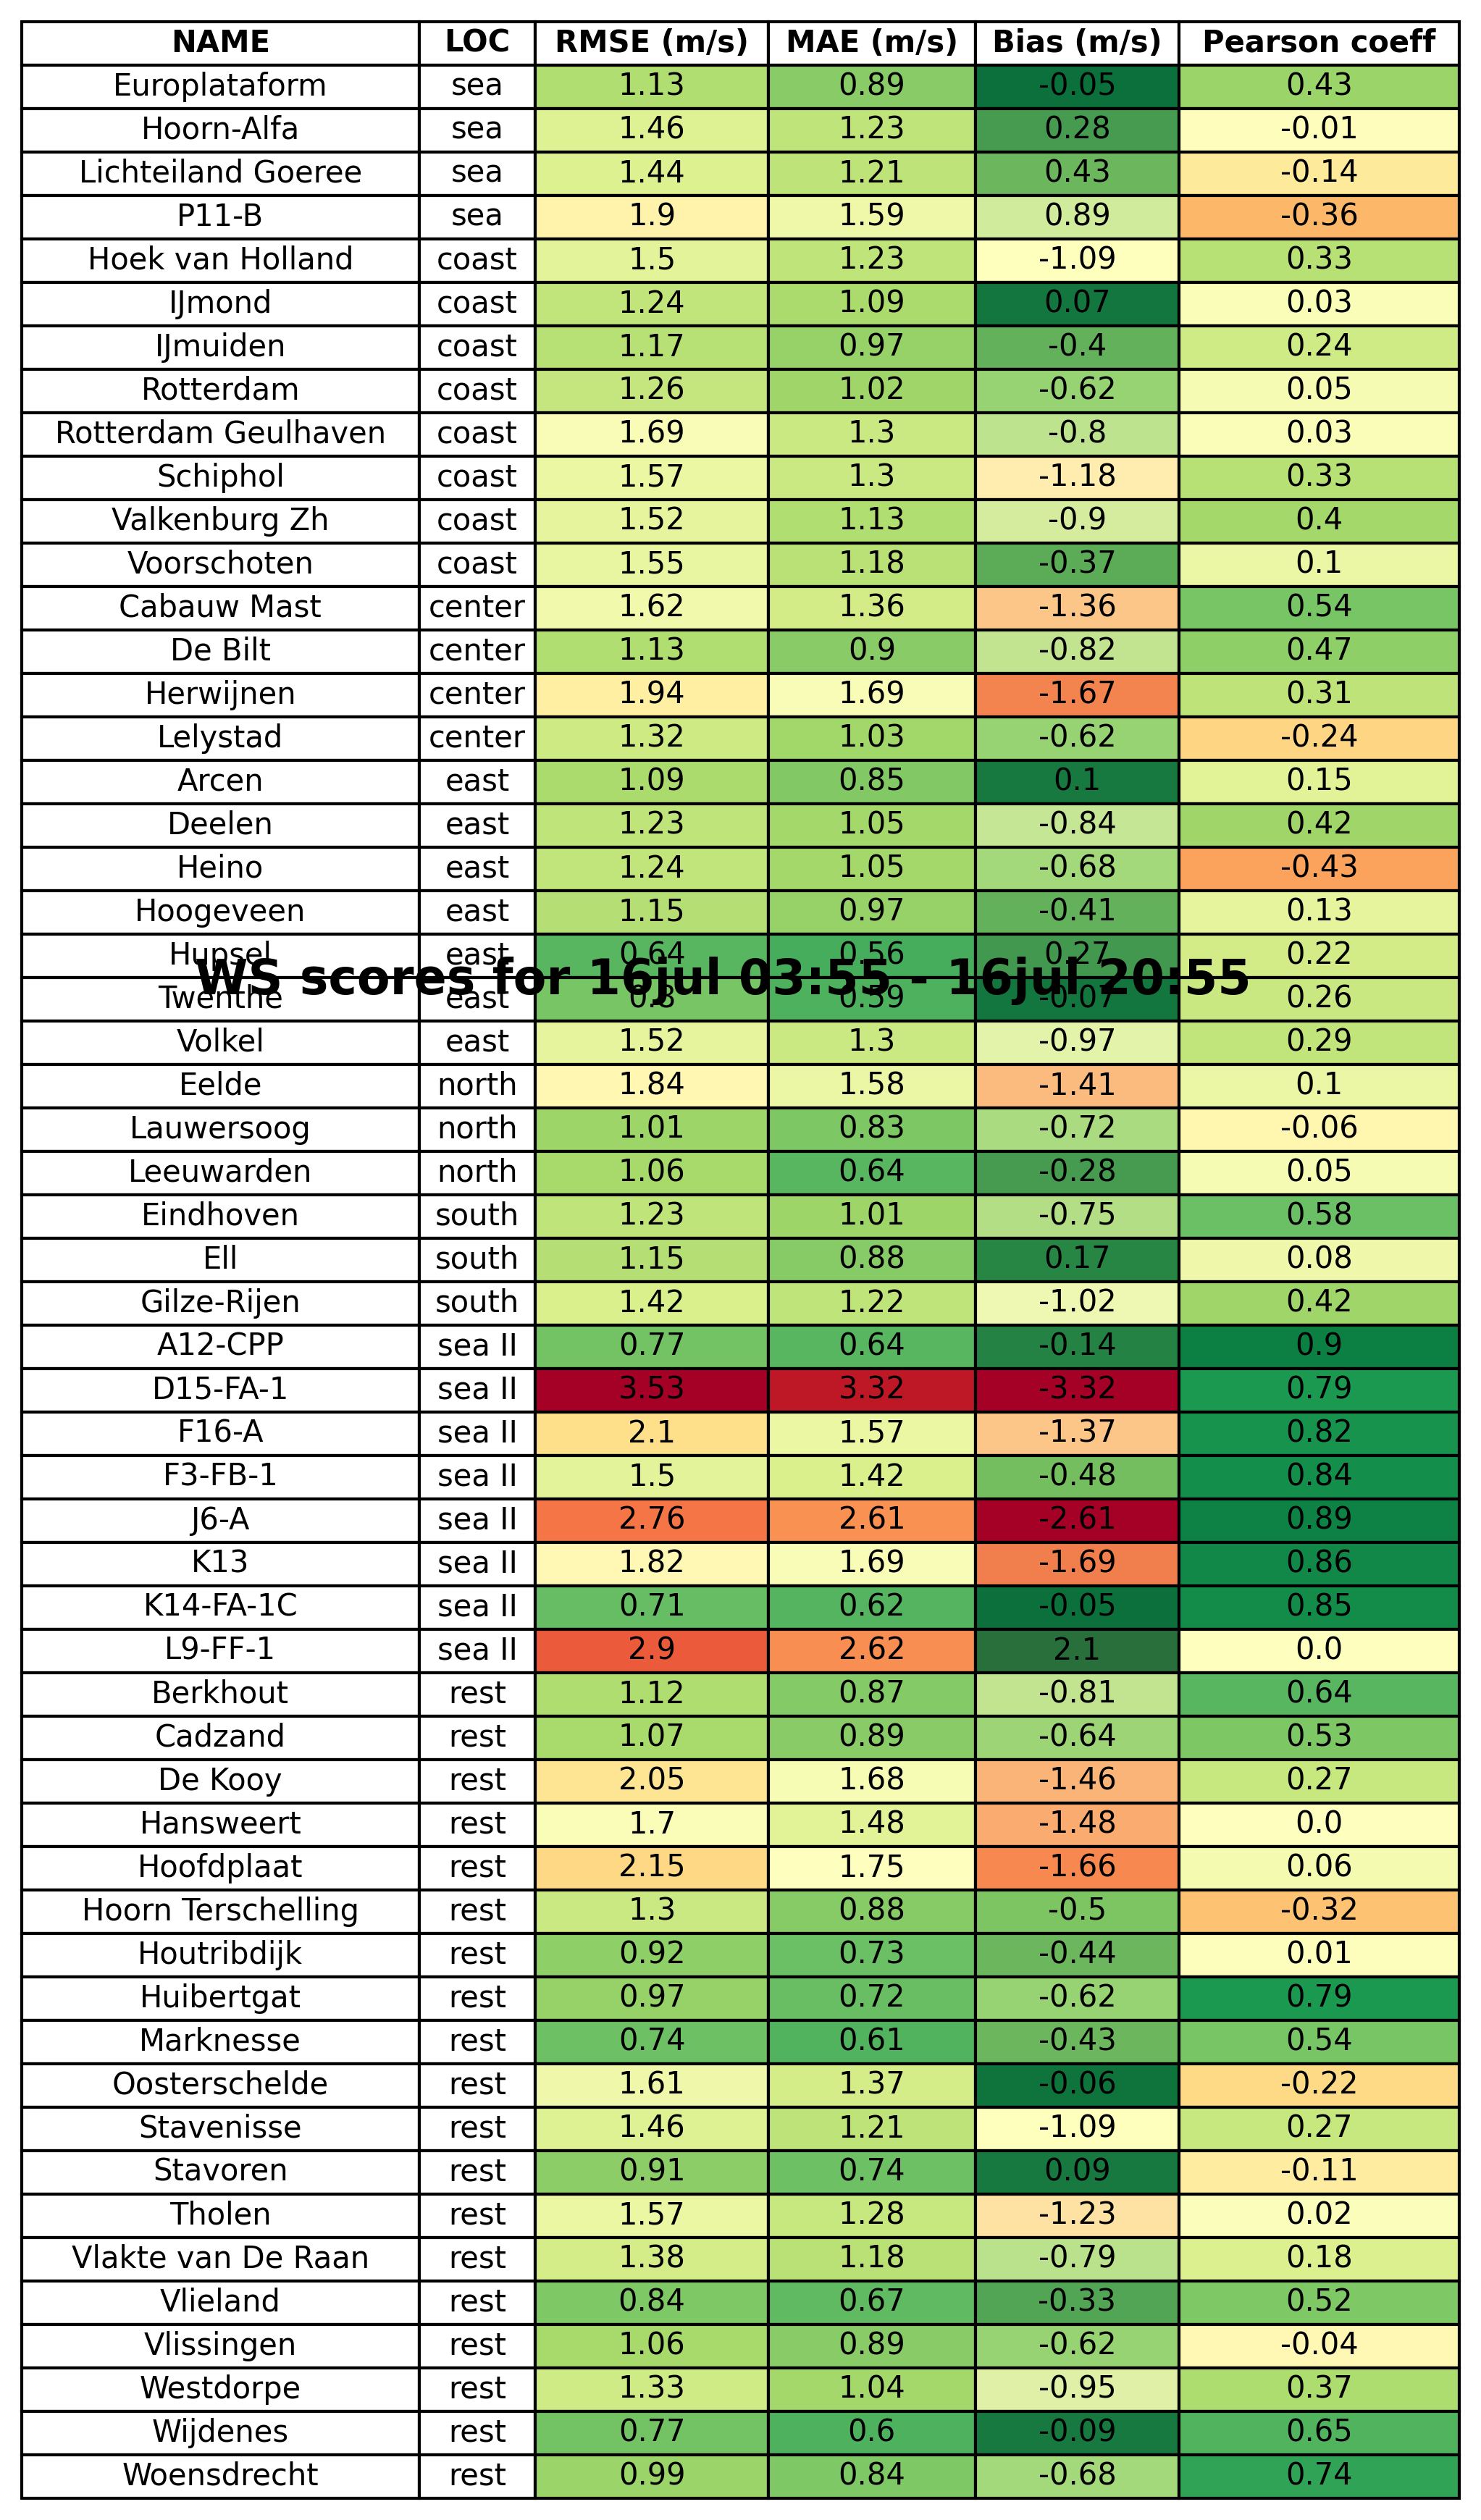 NAME LOC RMSE (m/s) MAE (m/s) Bias (m/s) Pearson coeff
Europlataform sea 1.13 0.89 -0.05 0.43
Hoorn-Alfa sea 1.46 1.23 0.28 -0.01
Lichteiland Goeree sea 1.44 1.21 0.43 -0.14
P11-B sea 1.9 1.59 0.89 -0.36
Hoek van Holland coast 1.5 1.23 -1.09 0.33
IJmond coast 1.24 1.09 0.07 0.03
IJmuiden coast 1.17 0.97 -0.4 0.24
Rotterdam coast 1.26 1.02 -0.62 0.05
Rotterdam Geulhaven coast 1.69 1.3 -0.8 0.03
Schiphol coast 1.57 1.3 -1.18 0.33
Valkenburg Zh coast 1.52 1.13 -0.9 0.4
Voorschoten coast 1.55 1.18 -0.37 0.1
Cabauw Mast center 1.62 1.36 -1.36 0.54
De Bilt center 1.13 0.9 -0.82 0.47
Herwijnen center 1.94 1.69 -1.67 0.31
Lelystad center 1.32 1.03 -0.62 -0.24
Arcen east 1.09 0.85 0.1 0.15
Deelen east 1.23 1.05 -0.84 0.42
Heino east 1.24 1.05 -0.68 -0.43
Hoogeveen east 1.15 0.97 -0.41 0.13
Hupsel east 0.64 0.56 0.27 0.22
WS scores for 16jul 03:55 - 16jul 20:55
Twenthe east 0.8 0.59 -0.07 0.26
Volkel east 1.52 1.3 -0.97 0.29
Eelde north 1.84 1.58 -1.41 0.1
Lauwersoog north 1.01 0.83 -0.72 -0.06
Leeuwarden north 1.06 0.64 -0.28 0.05
Eindhoven south 1.23 1.01 -0.75 0.58
Ell south 1.15 0.88 0.17 0.08
Gilze-Rijen south 1.42 1.22 -1.02 0.42
A12-CPP sea II 0.77 0.64 -0.14 0.9
D15-FA-1 sea II 3.53 3.32 -3.32 0.79
F16-A sea II 2.1 1.57 -1.37 0.82
F3-FB-1 sea II 1.5 1.42 -0.48 0.84
J6-A sea II 2.76 2.61 -2.61 0.89
K13 sea II 1.82 1.69 -1.69 0.86
K14-FA-1C sea II 0.71 0.62 -0.05 0.85
L9-FF-1 sea II 2.9 2.62 2.1 0.0
Berkhout rest 1.12 0.87 -0.81 0.64
Cadzand rest 1.07 0.89 -0.64 0.53
De Kooy rest 2.05 1.68 -1.46 0.27
Hansweert rest 1.7 1.48 -1.48 0.0
Hoofdplaat rest 2.15 1.75 -1.66 0.06
Hoorn Terschelling rest 1.3 0.88 -0.5 -0.32
Houtribdijk rest 0.92 0.73 -0.44 0.01
Huibertgat rest 0.97 0.72 -0.62 0.79
Marknesse rest 0.74 0.61 -0.43 0.54
Oosterschelde rest 1.61 1.37 -0.06 -0.22
Stavenisse rest 1.46 1.21 -1.09 0.27
Stavoren rest 0.91 0.74 0.09 -0.11
Tholen rest 1.57 1.28 -1.23 0.02
Vlakte van De Raan rest 1.38 1.18 -0.79 0.18
Vlieland rest 0.84 0.67 -0.33 0.52
Vlissingen rest 1.06 0.89 -0.62 -0.04
Westdorpe rest 1.33 1.04 -0.95 0.37
Wijdenes rest 0.77 0.6 -0.09 0.65
Woensdrecht rest 0.99 0.84 -0.68 0.74